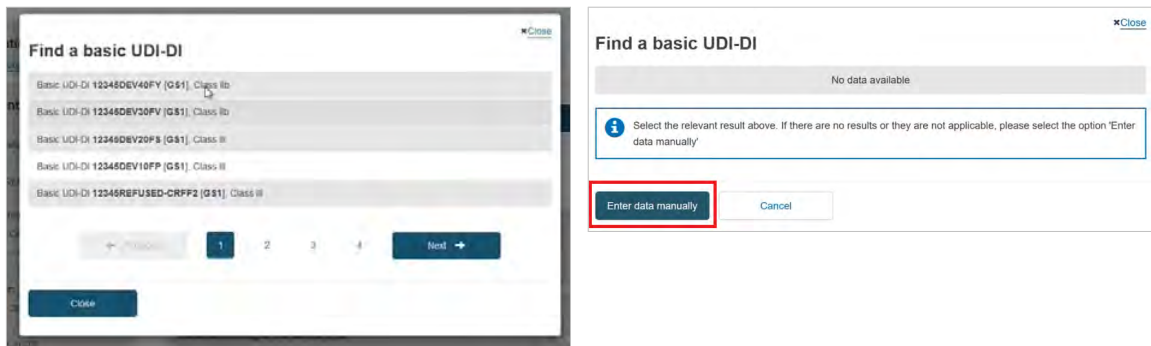 ×Close
Find a basic UDI-DI
Basic UDI-DI 12345DEV40FY [GS1], Class IIb
Basic UDI-DI 12345DEV30FV [GS1], Class IIb
Basic UDI-DI 12345DEV20FS [GS1], Class III
Basic UDI-DI 12345DEV10FP [GS1], Class III
Basic UDI-DI 12345REFUSED-CRFF2 [GS1], Class III
← Previous 1 2 3 4 Next →
Close
×Close
Find a basic UDI-DI
No data available
Select the relevant result above. If there are no results or they are not applicable, please select the option 'Enter
data manually'
Enter data manually Cancel